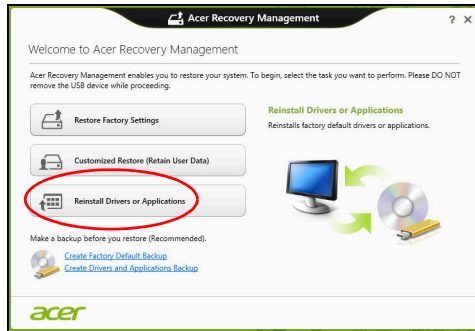 Acer Recovery Management
? X
Welcome to Acer Recovery Management
Acer Recovery Management enables you to restore your system. To begin, select the task you want to perform. Please DO NOT
remove the USB device while proceeding.
Restore Factory Settings
Customized Restore (Retain User Data)
Reinstall Drivers or Applications
Reinstall Drivers or Applications
Reinstalls factory default drivers or applications.
Make a backup before you restore (Recommended).
Create Factory Default Backup
Create Drivers and Applications Backup
acer